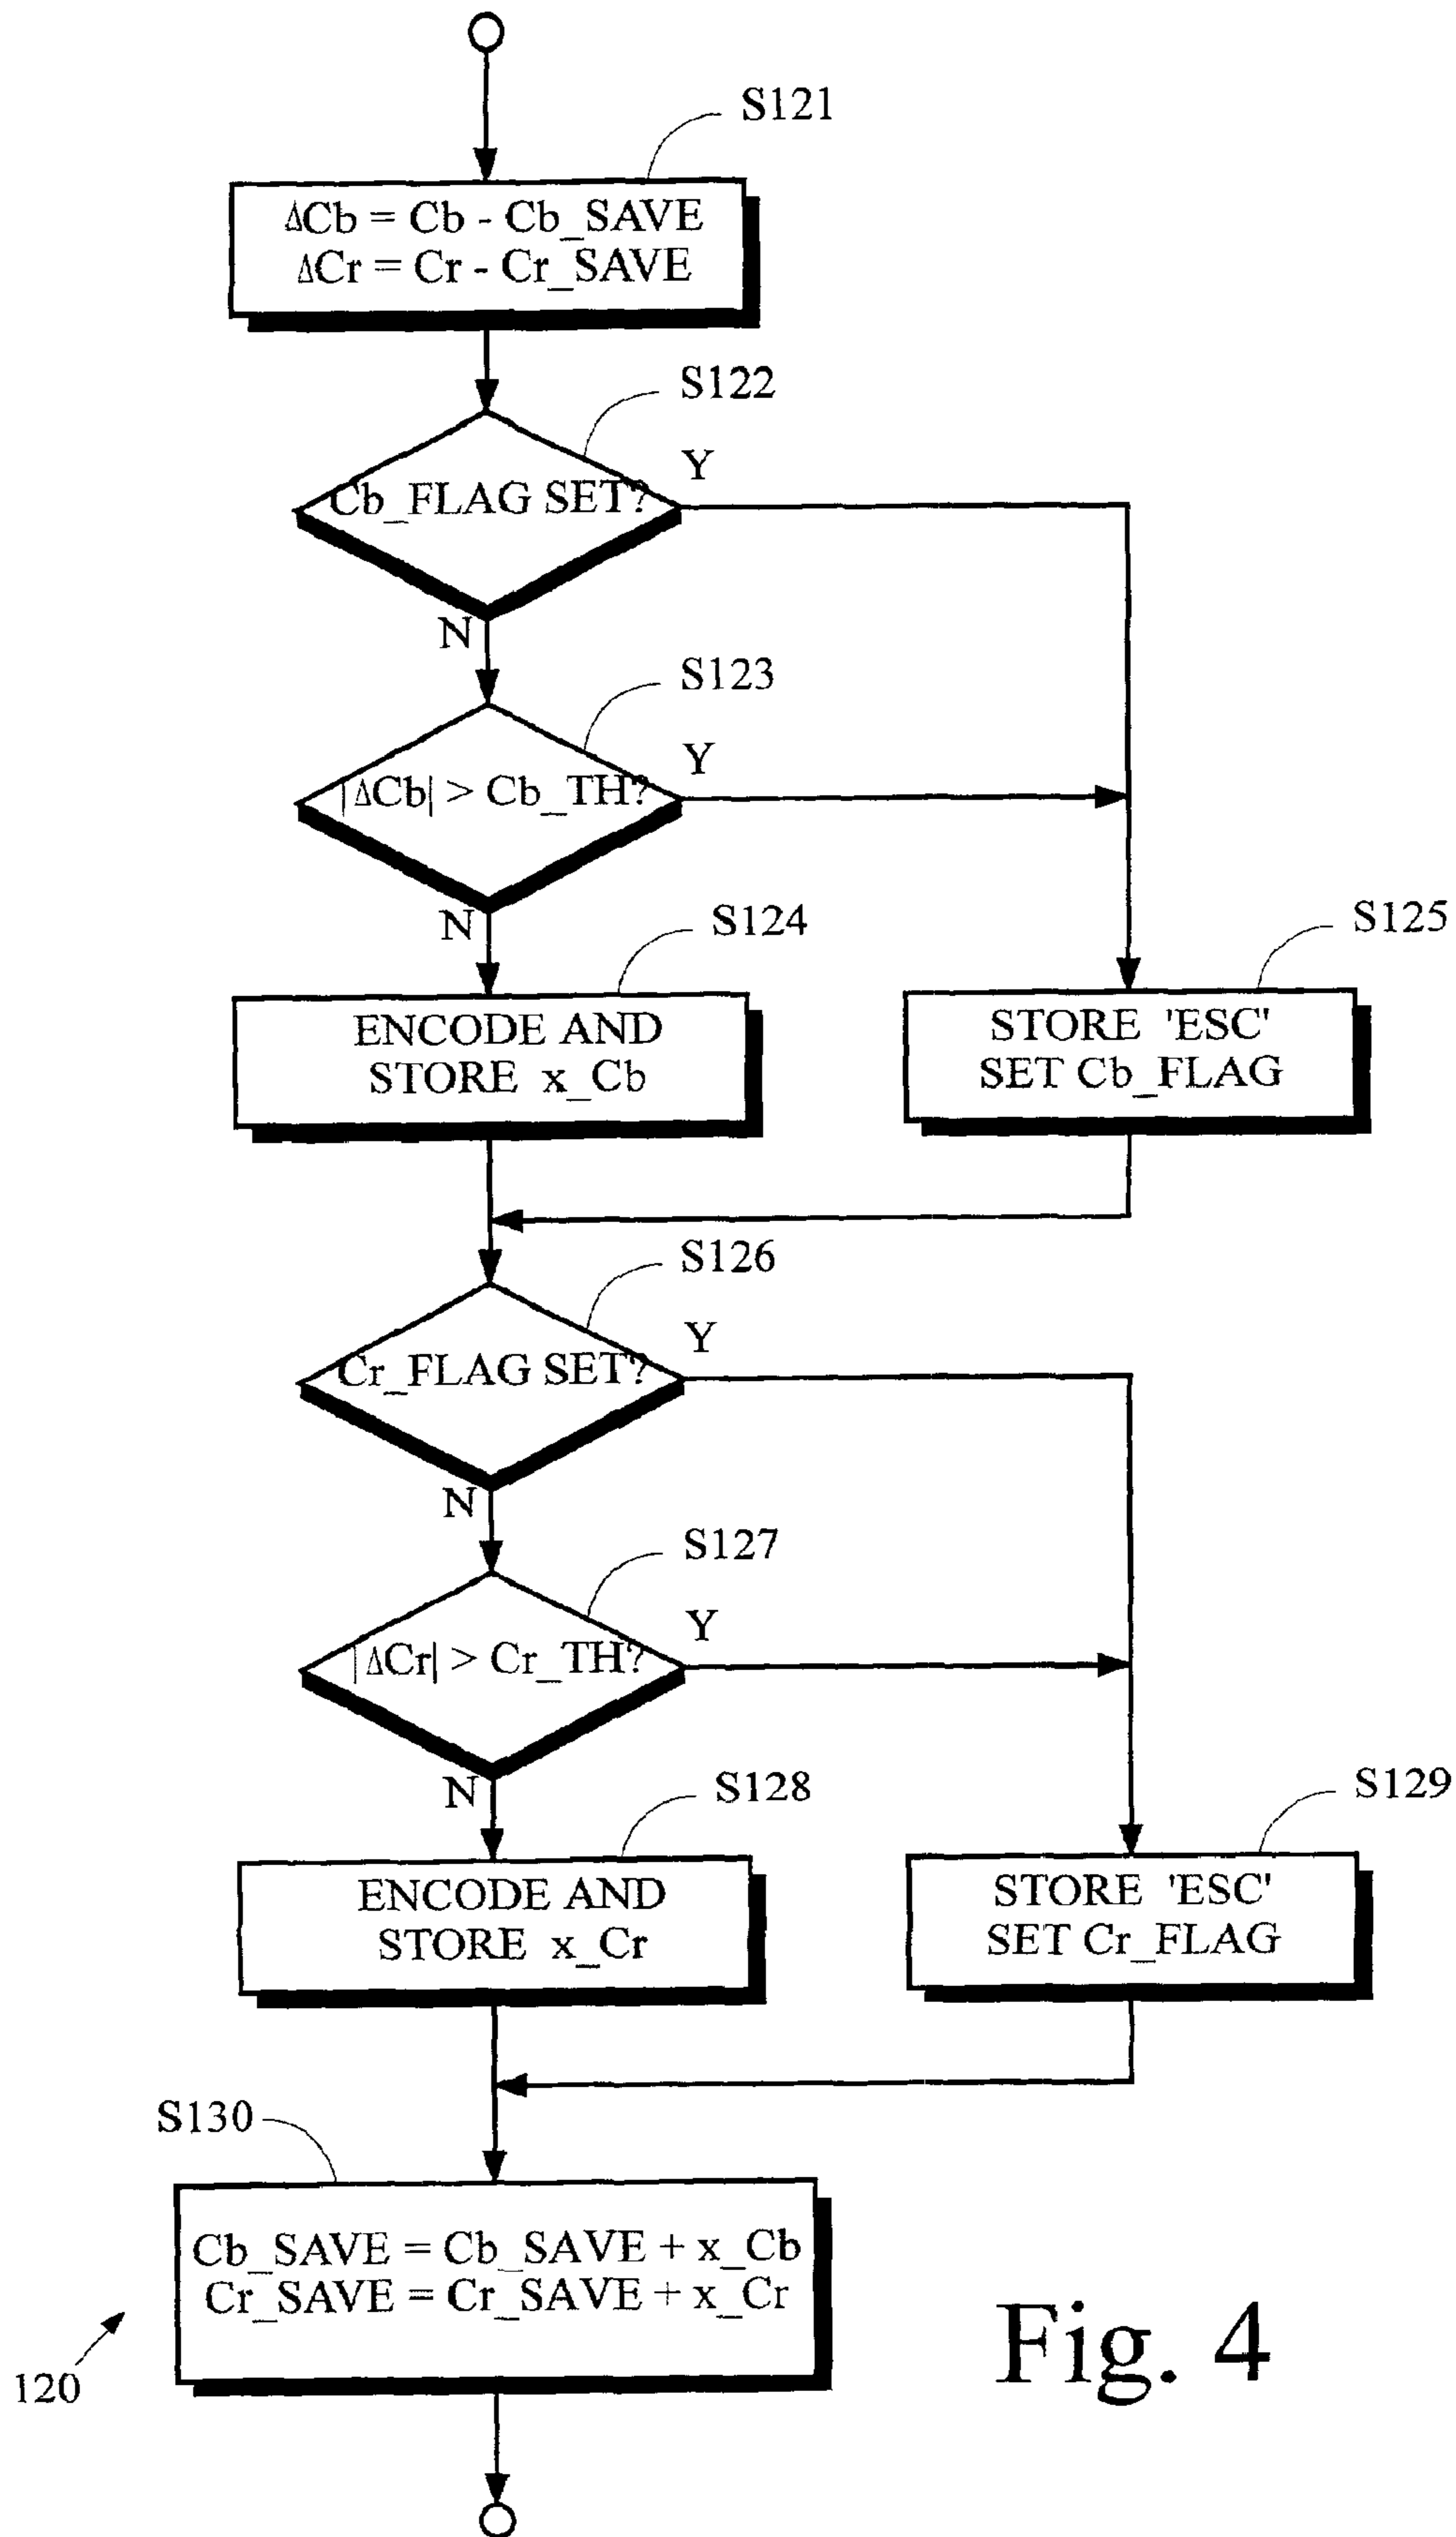 S121
ΔCb = Cb - Cb_SAVE
ΔCr = Cr - Cr_SAVE
S122
Cb_FLAG SET?
Y
N
S123
|ΔCb| > Cb_TH?
Y
N
S124
ENCODE AND
STORE x_Cb
S125
STORE 'ESC'
SET Cb_FLAG
S126
Cr_FLAG SET?
Y
N
S127
|ΔCr| > Cr_TH?
Y
N
S128
ENCODE AND
STORE x_Cr
S129
STORE 'ESC'
SET Cr_FLAG
S130
Cb_SAVE = Cb_SAVE + x_Cb
Cr_SAVE = Cr_SAVE + x_Cr
120
Fig. 4